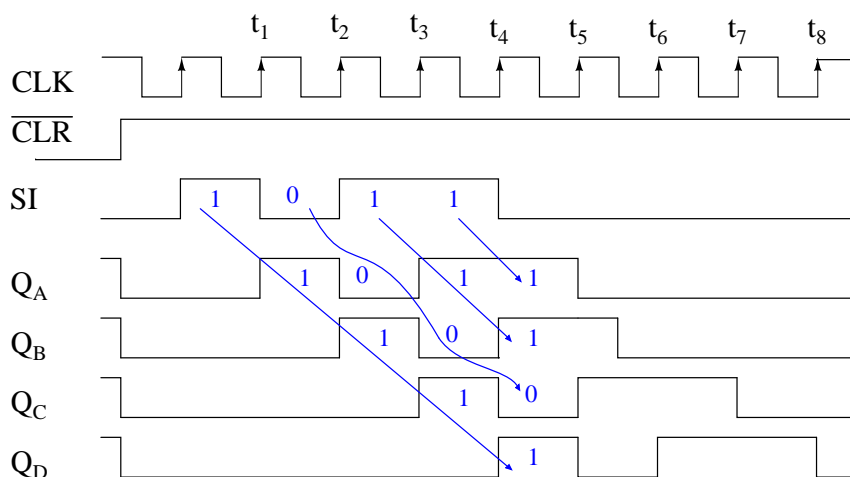 t1 t2 t3 t4 t5 t6 t7 t8
CLK
CLR
SI 1 0 1 1
QA 1 0 1 1
QB 1 0 1
QC 1 0
QD 1